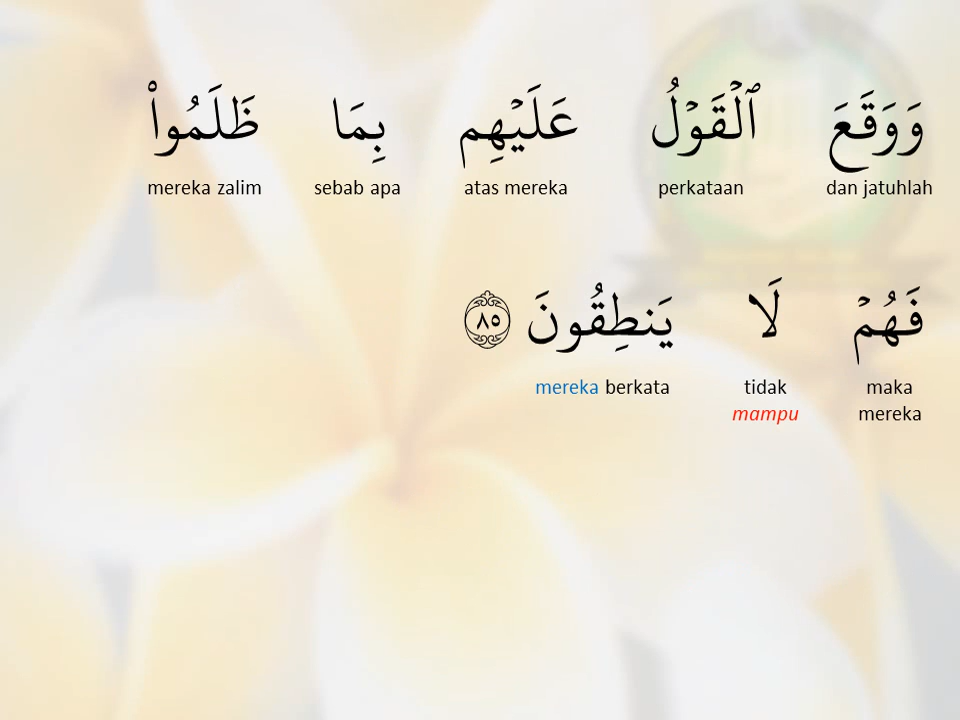 وَوَقَعَ ٱلۡقَوۡلُ عَلَيۡهِم بِمَا ظَلَمُواْ
dan jatuhlah perkataan atas mereka sebab apa mereka zalim
فَهُمۡ لَا يَنطِقُونَ ٨٥
maka mereka tidak mampu mereka berkata